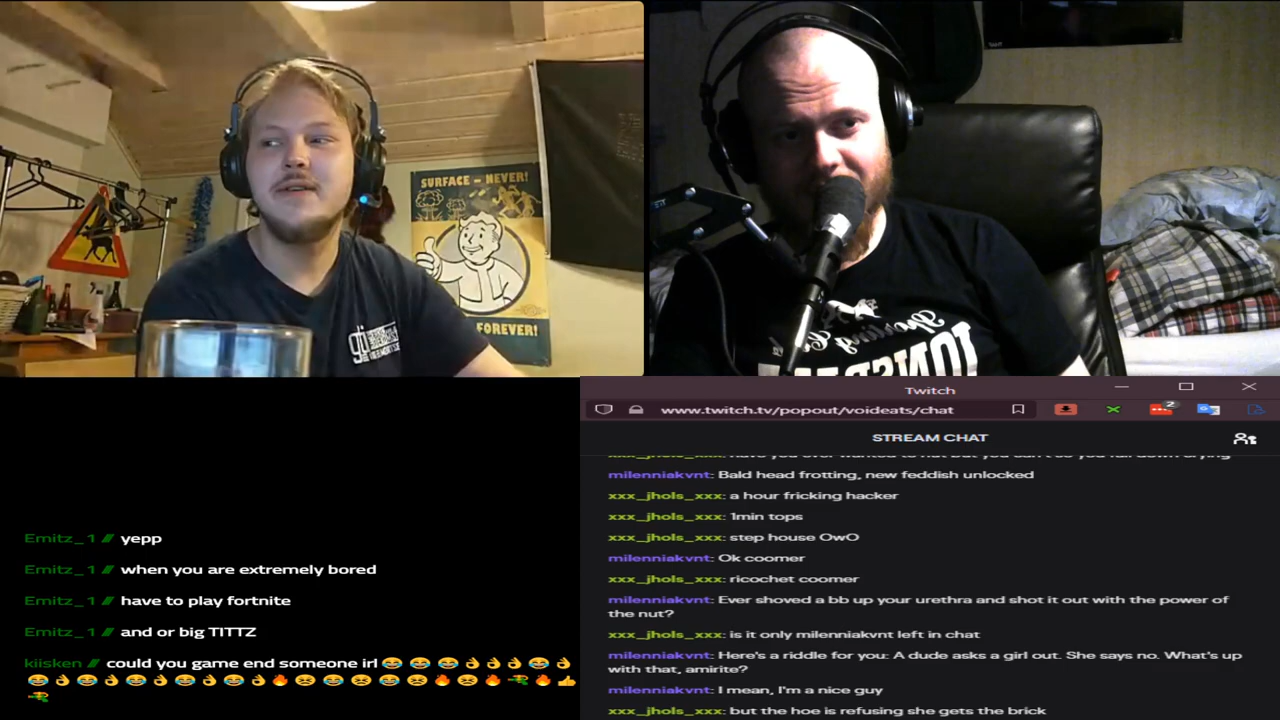 SURFACE - NEVER!
FOREVER!
Twitch
www.twitch.tv/popout/voideats/chat
2
STREAM CHAT
milenniakvnt: Bald head frotting, new feddish unlocked
xxx_jhols_xxx: a hour fricking hacker
xxx_jhols_xxx: 1min tops
xxx_jhols_xxx: step house OwO
milenniakvnt: Ok coomer
xxx_jhols_xxx: ricochet coomer
milenniakvnt: Ever shoved a bb up your urethra and shot it out with the power of
the nut?
xxx_jhols_xxx: is it only milenniakvnt left in chat
milenniakvnt: Here's a riddle for you: A dude asks a girl out. She says no. What's up
with that, amirite?
milenniakvnt: I mean, I'm a nice guy
xxx_jhols_xxx: but the hoe is refusing she gets the brick
Emitz_1 // yepp
Emitz_1 // when you are extremely bored
Emitz_1 // have to play fortnite
Emitz_1 // and or big TITTZ
kiisken // could you game end someone irl 😂 😂 😂 👌 👌 👌 😂 👌
😂 👌 😂 👌 😂 👌 😂 👌 😂 👌 🔥 😣 😂 😣 😂 😣 🔥 😣 🔥 🔫 🔥 👍
🔫